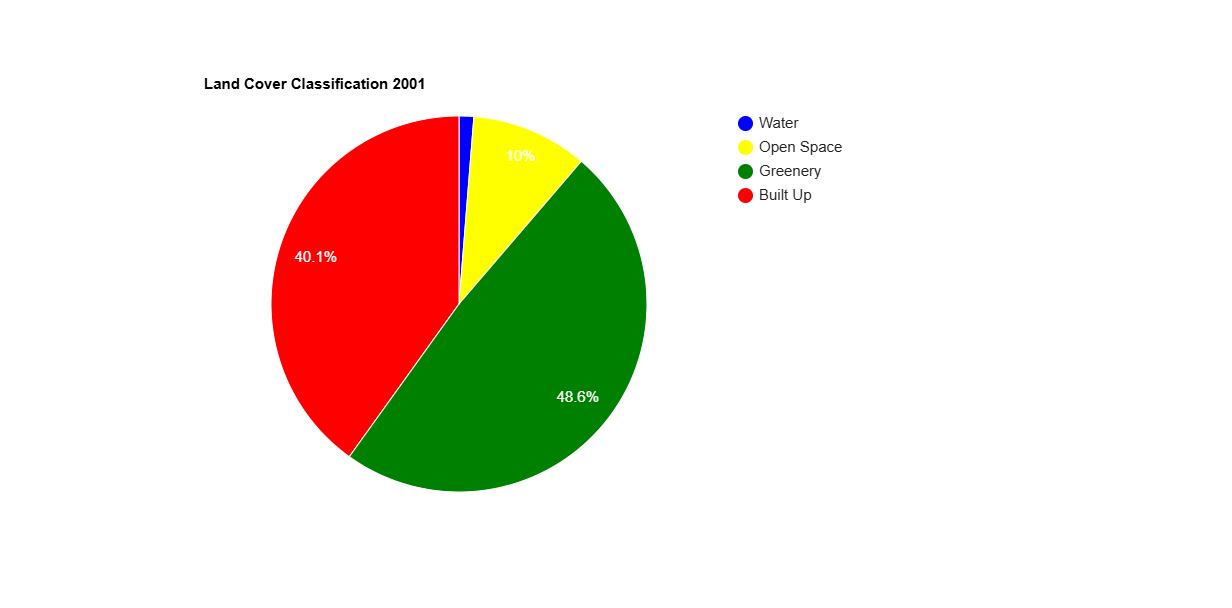 Land Cover Classification 2001
Water
Open Space
Greenery
Built Up
10%
40.1%
48.6%